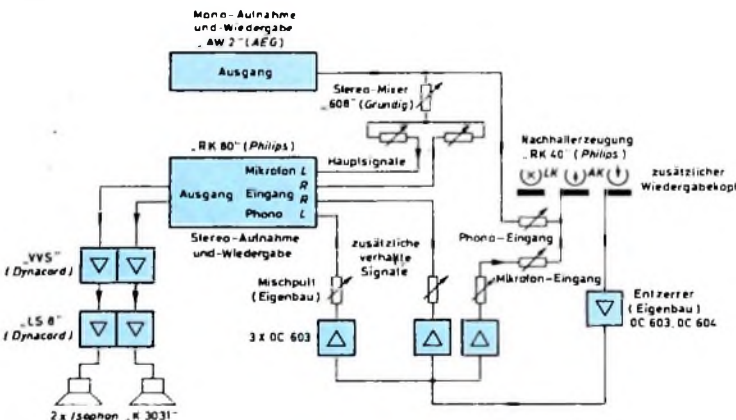 Mono-Aufnahme
und-Wiedergabe
„AW 2" (AEG)
Ausgang
Stereo-Mixer
„608" (Grundig)
„RK 80" (Philips)
Hauptsignale
Mikrofon L
R
Ausgang Eingang
R
Phono L
Stereo-Aufnahme
und-Wiedergabe
Nachhallerzeugung
„RK 40" (Philips)
LK
AK
zusätzlicher
Wiedergabekopf
Phono-Eingang
Mikrofon-Eingang
zusätzliche
verhallte
Signale
Mischpult
(Eigenbau)
3 x OC 603
Entzerrer
(Eigenbau)
OC 603, OC 604
„VVS"
(Dynacord)
„LS 8"
(Dynacord)
2 x Isophon „K 3031"